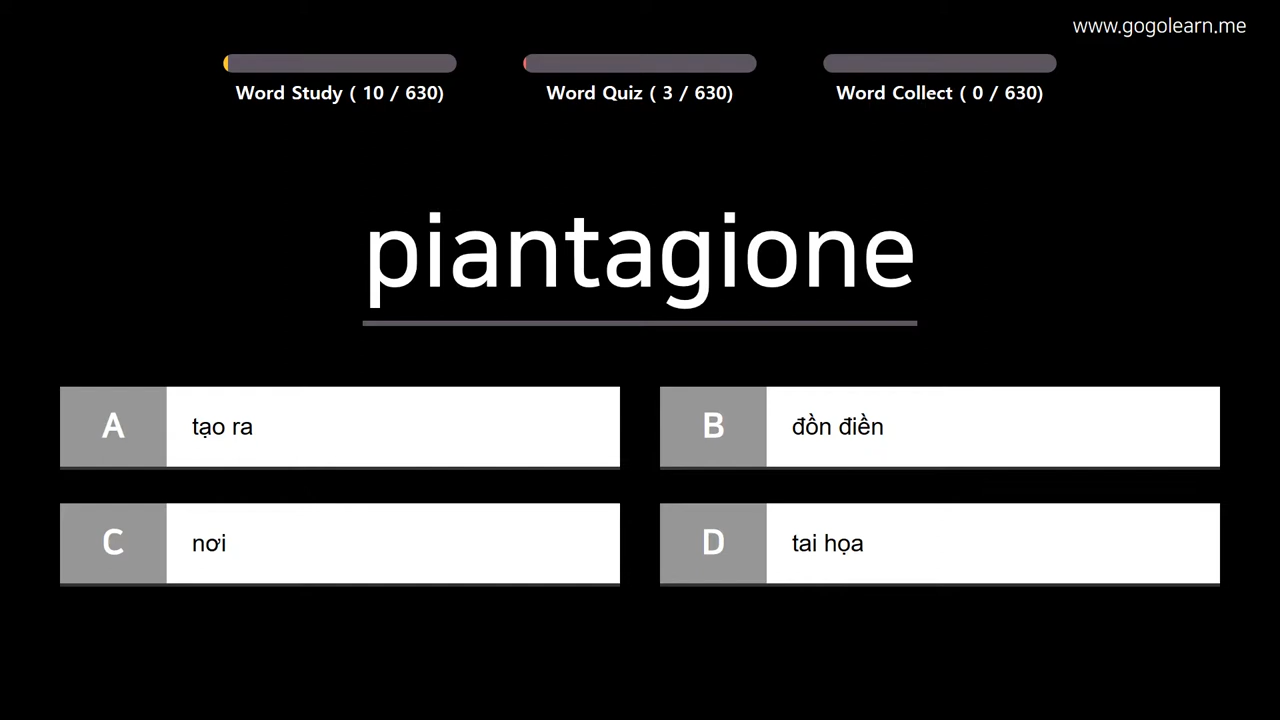 www.gogolearn.me
Word Study ( 10 / 630)
Word Quiz ( 3 / 630)
Word Collect ( 0 / 630)
piantagione
A tạo ra
B đồn điền
C nơi
D tai họa